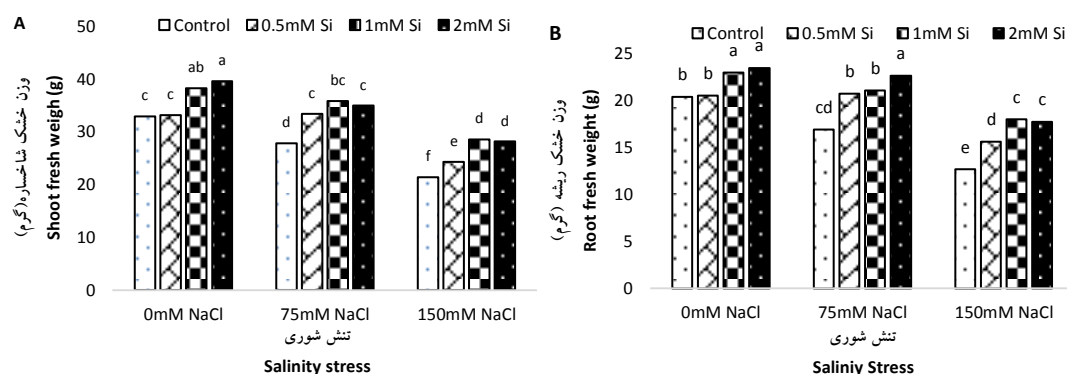 A
50
40
30
20
10
0
Control 0.5mM Si 1mM Si 2mM Si
وزن خشک شاخساره(گرم)
Shoot fresh weigh (g)
c c ab a
d c bc c
f e d d
0mM NaCl 75mM NaCl 150mM NaCl
تنش شوری
Salinity stress
B
Control 0.5mM Si 1mM Si 2mM Si
25
20
15
10
5
0
وزن خشک ریشه (گرم)
Root fresh weight (g)
b b a a
cd b b a
e d c c
0mM NaCl 75mM NaCl 150mM NaCl
تنش شوری
Saliniy Stress